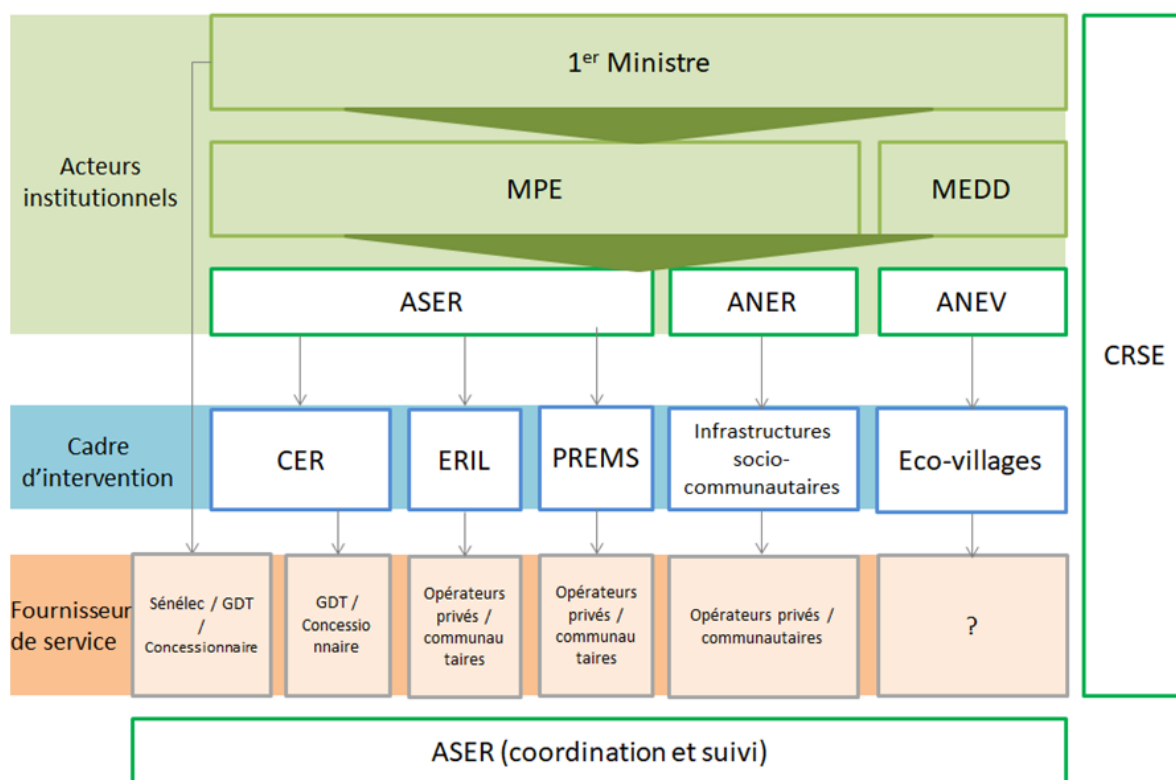 1er Ministre
Acteurs
institutionnels
MPE
MEDD
ASER
ANER
ANEV
CRSE
Cadre
d'intervention
CER
ERIL
PREMS
Infrastructures
socio-
communautaires
Eco-villages
Fournisseur
de service
Sénélec / GDT
/
Concessionnaire
GDT /
Concessio
nnaire
Opérateurs
privés /
communau
taires
Opérateurs
privés /
communau
taires
Opérateurs privés /
communautaires
?
ASER (coordination et suivi)